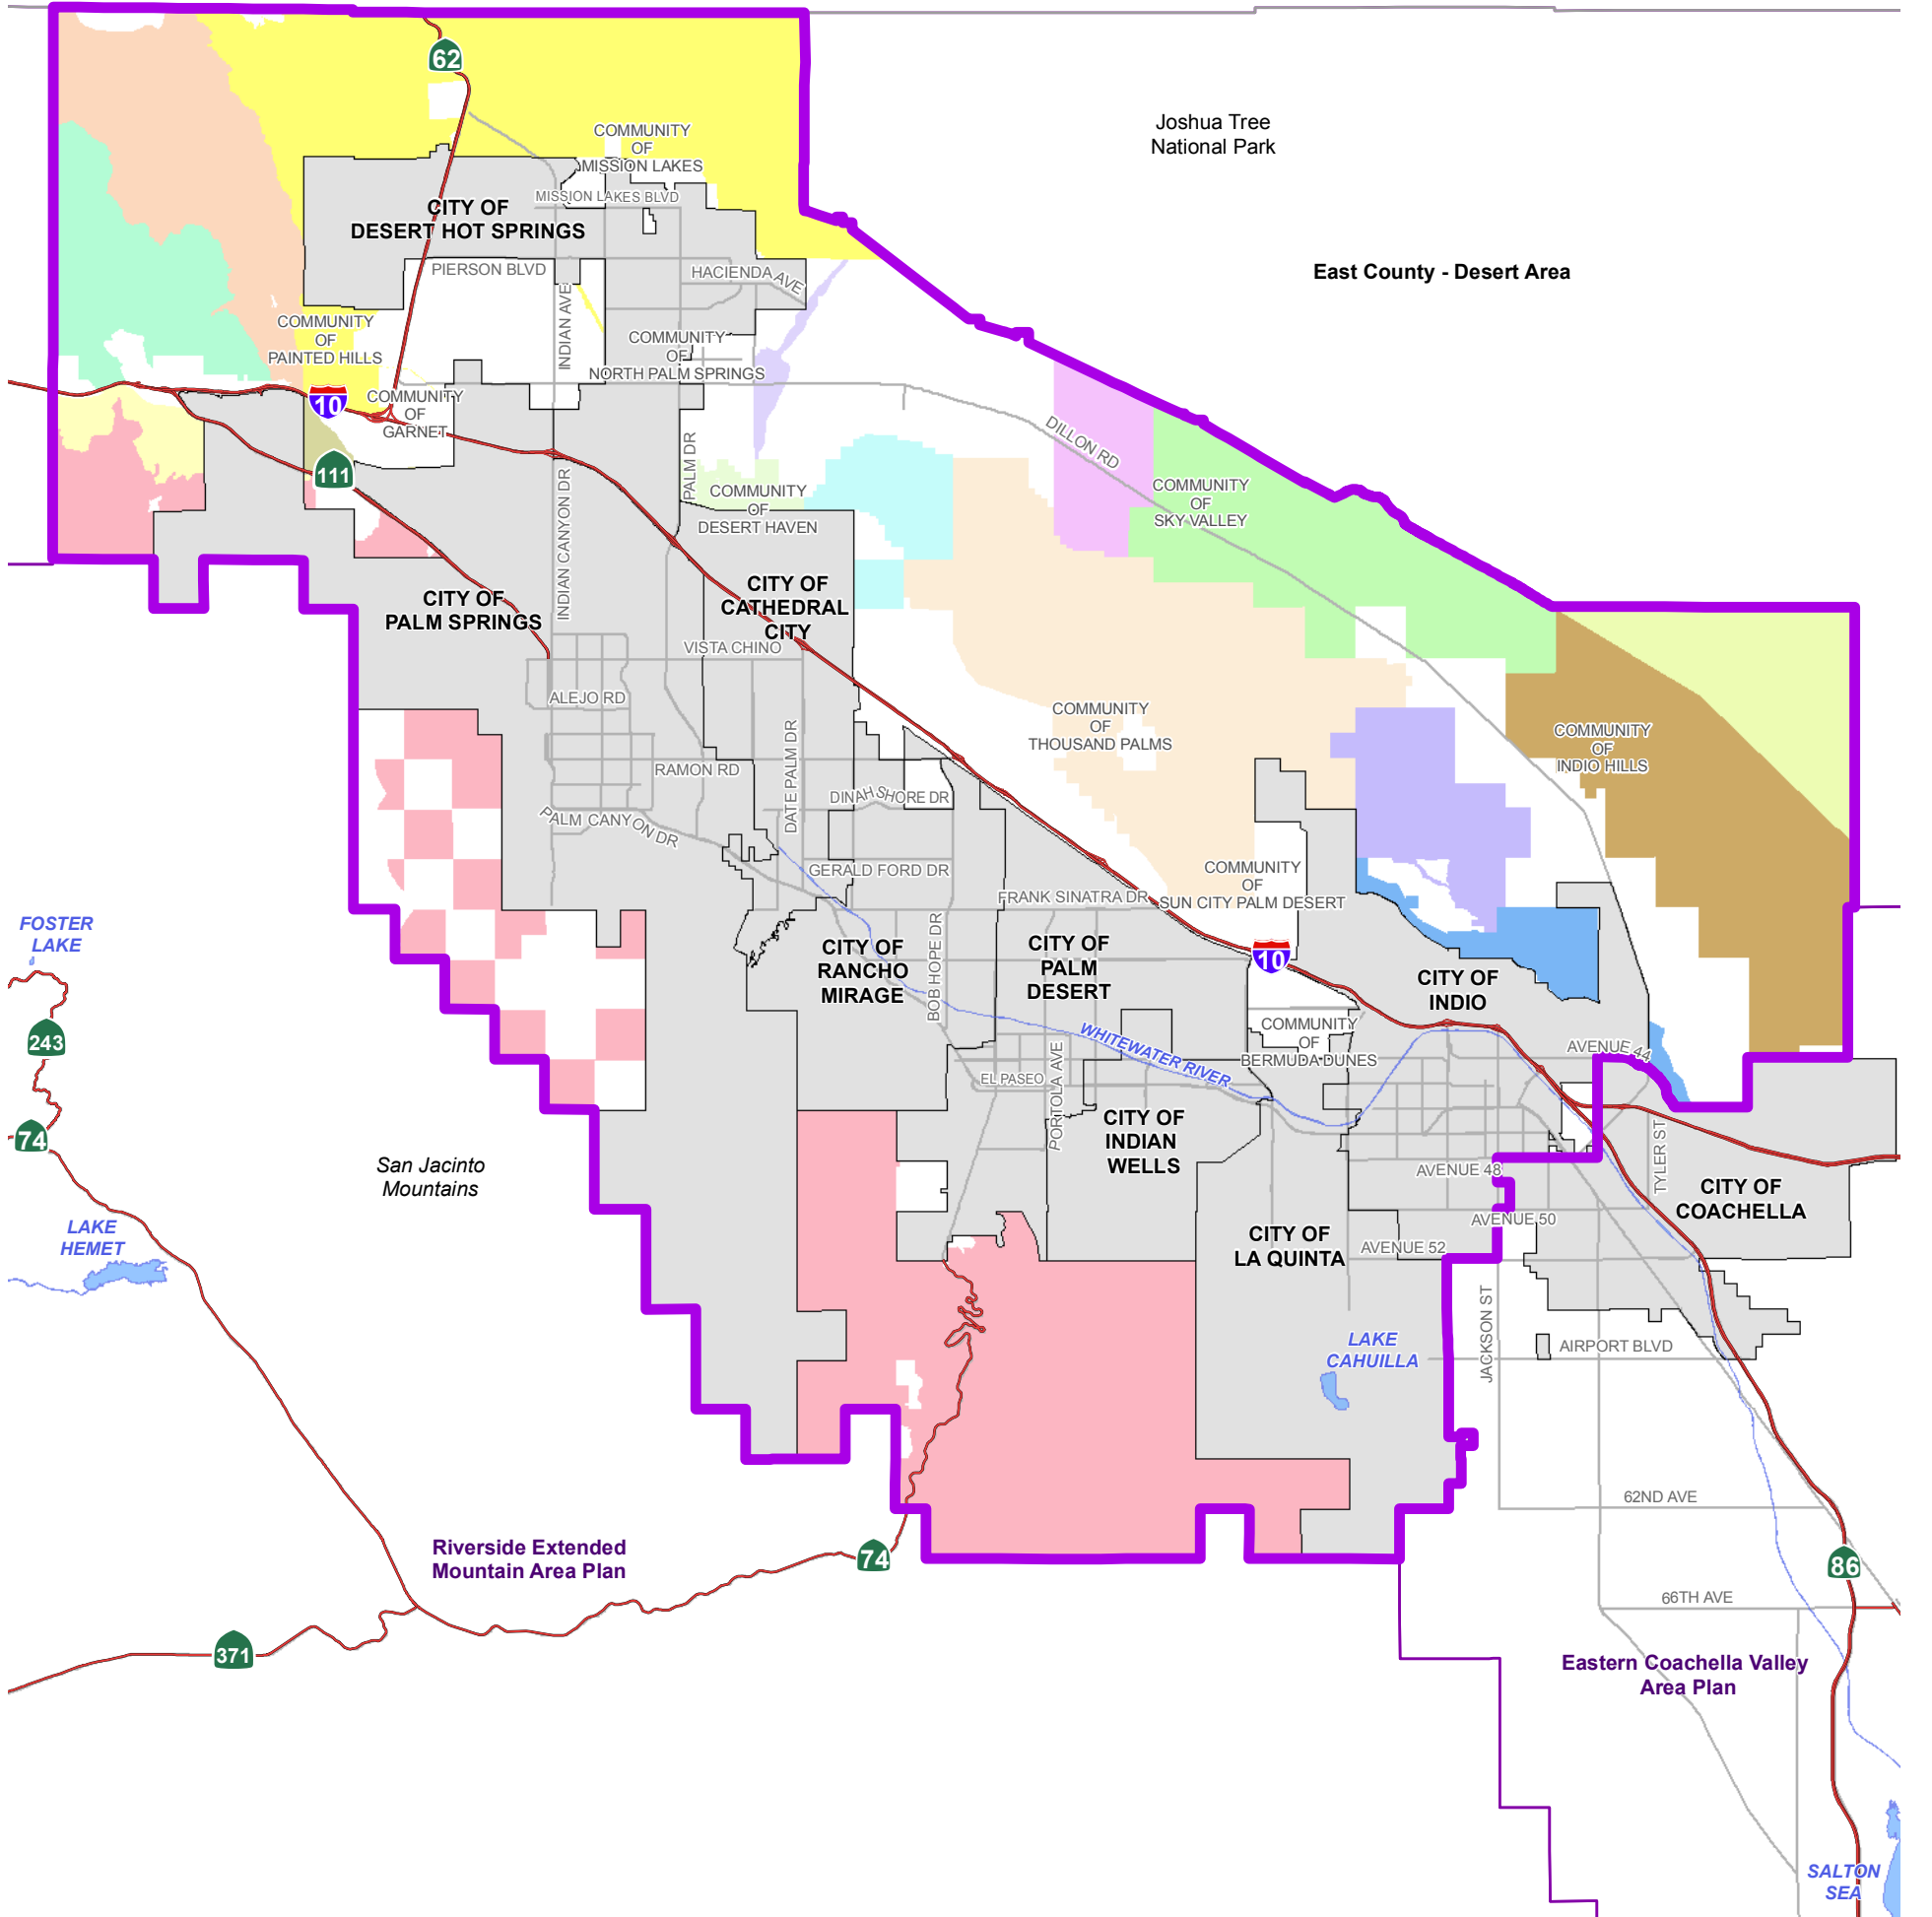 62
Joshua Tree
National Park
COMMUNITY
OF
MISSION LAKES
MISSION LAKES BLVD
CITY OF
DESERT HOT SPRINGS
PIERSON BLVD
HACIENDA AVE
East County - Desert Area
INDIAN AVE
COMMUNITY
OF
PAINTED HILLS
COMMUNITY
OF
NORTH PALM SPRINGS
10
COMMUNITY
OF
GARNET
111
DILLON RD
PALM DR
INDIAN CANYON DR
COMMUNITY
OF
DESERT HAVEN
COMMUNITY
OF
SKY VALLEY
CITY OF
PALM SPRINGS
CITY OF
CATHEDRAL
CITY
VISTA CHINO
ALEJO RD
COMMUNITY
OF
THOUSAND PALMS
COMMUNITY
OF
INDIO HILLS
RAMON RD
DATE PALM DR
DINAH SHORE DR
PALM CANYON DR
GERALD FORD DR
COMMUNITY
OF
SUN CITY PALM DESERT
FRANK SINATRA DR
FOSTER
LAKE
CITY OF
RANCHO
MIRAGE
BOB HOPE DR
CITY OF
PALM
DESERT
10
CITY OF
INDIO
243
WHITEWATER RIVER
COMMUNITY
OF
BERMUDA DUNES
AVENUE 44
EL PASEO
PORTOLA AVE
74
CITY OF
INDIAN
WELLS
San Jacinto
Mountains
AVENUE 48
TYLER ST
CITY OF
COACHELLA
AVENUE 50
LAKE
HEMET
CITY OF
LA QUINTA
AVENUE 52
JACKSON ST
LAKE
CAHUILLA
AIRPORT BLVD
62ND AVE
Riverside Extended
Mountain Area Plan
74
86
66TH AVE
371
Eastern Coachella Valley
Area Plan
SALTON
SEA